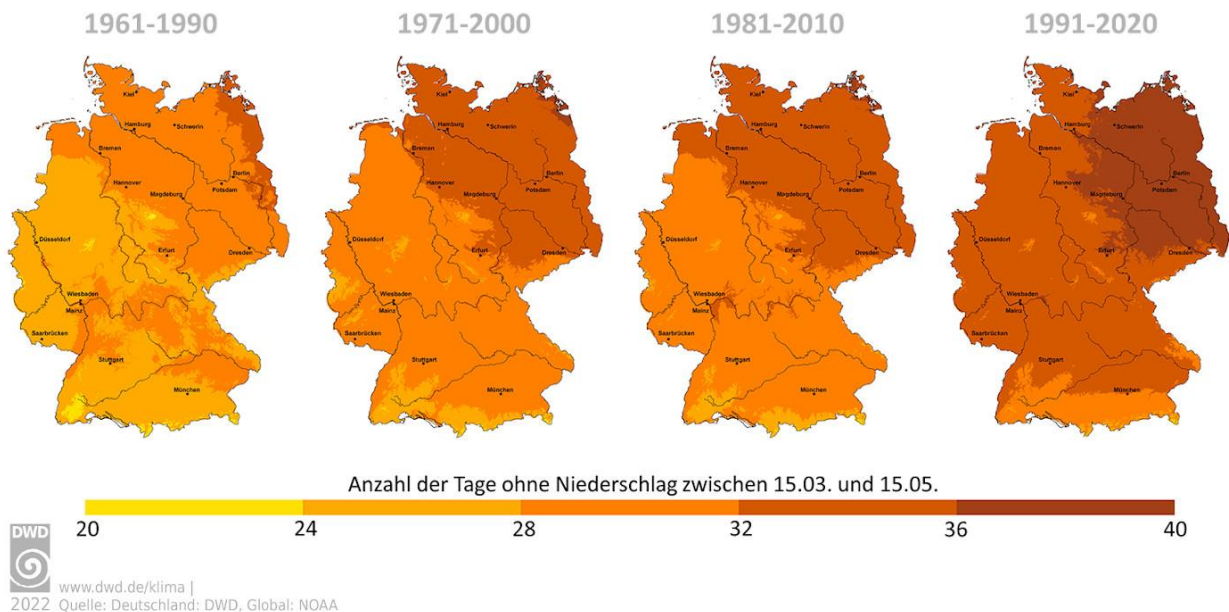 1961-1990
1971-2000
1981-2010
1991-2020
Kiel
Hamburg
Schwerin
Bremen
Berlin
Hannover
Potsdam
Magdeburg
Düsseldorf
Erfurt
Dresden
Wiesbaden
Mainz
Saarbrücken
Stuttgart
München
Kiel
Hamburg
Schwerin
Bremen
Berlin
Hannover
Potsdam
Magdeburg
Düsseldorf
Erfurt
Dresden
Wiesbaden
Mainz
Saarbrücken
Stuttgart
München
Kiel
Hamburg
Schwerin
Bremen
Berlin
Hannover
Potsdam
Magdeburg
Düsseldorf
Erfurt
Dresden
Wiesbaden
Mainz
Saarbrücken
Stuttgart
München
Kiel
Hamburg
Schwerin
Bremen
Berlin
Hannover
Potsdam
Magdeburg
Düsseldorf
Erfurt
Dresden
Wiesbaden
Mainz
Saarbrücken
Stuttgart
München
Anzahl der Tage ohne Niederschlag zwischen 15.03. und 15.05.
20 24 28 32 36 40
DWD
www.dwd.de/klima |
2022 Quelle: Deutschland: DWD, Global: NOAA